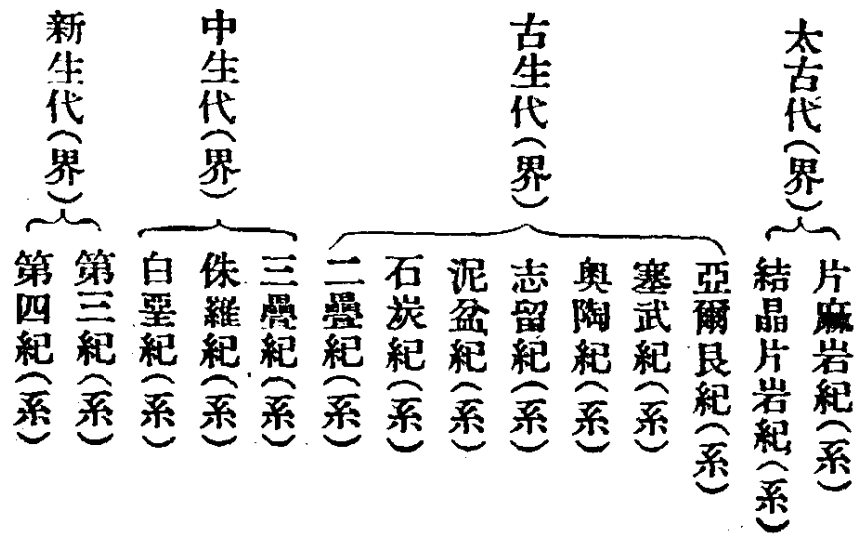 太古代(界)
片麻岩紀(系)
結晶片岩紀(系)
古生代(界)
亞爾艮紀(系)
塞武紀(系)
奧陶紀(系)
志留紀(系)
泥盆紀(系)
石炭紀(系)
二疊紀(系)
中生代(界)
三疊紀(系)
侏羅紀(系)
白堊紀(系)
新生代(界)
第三紀(系)
第四紀(系)